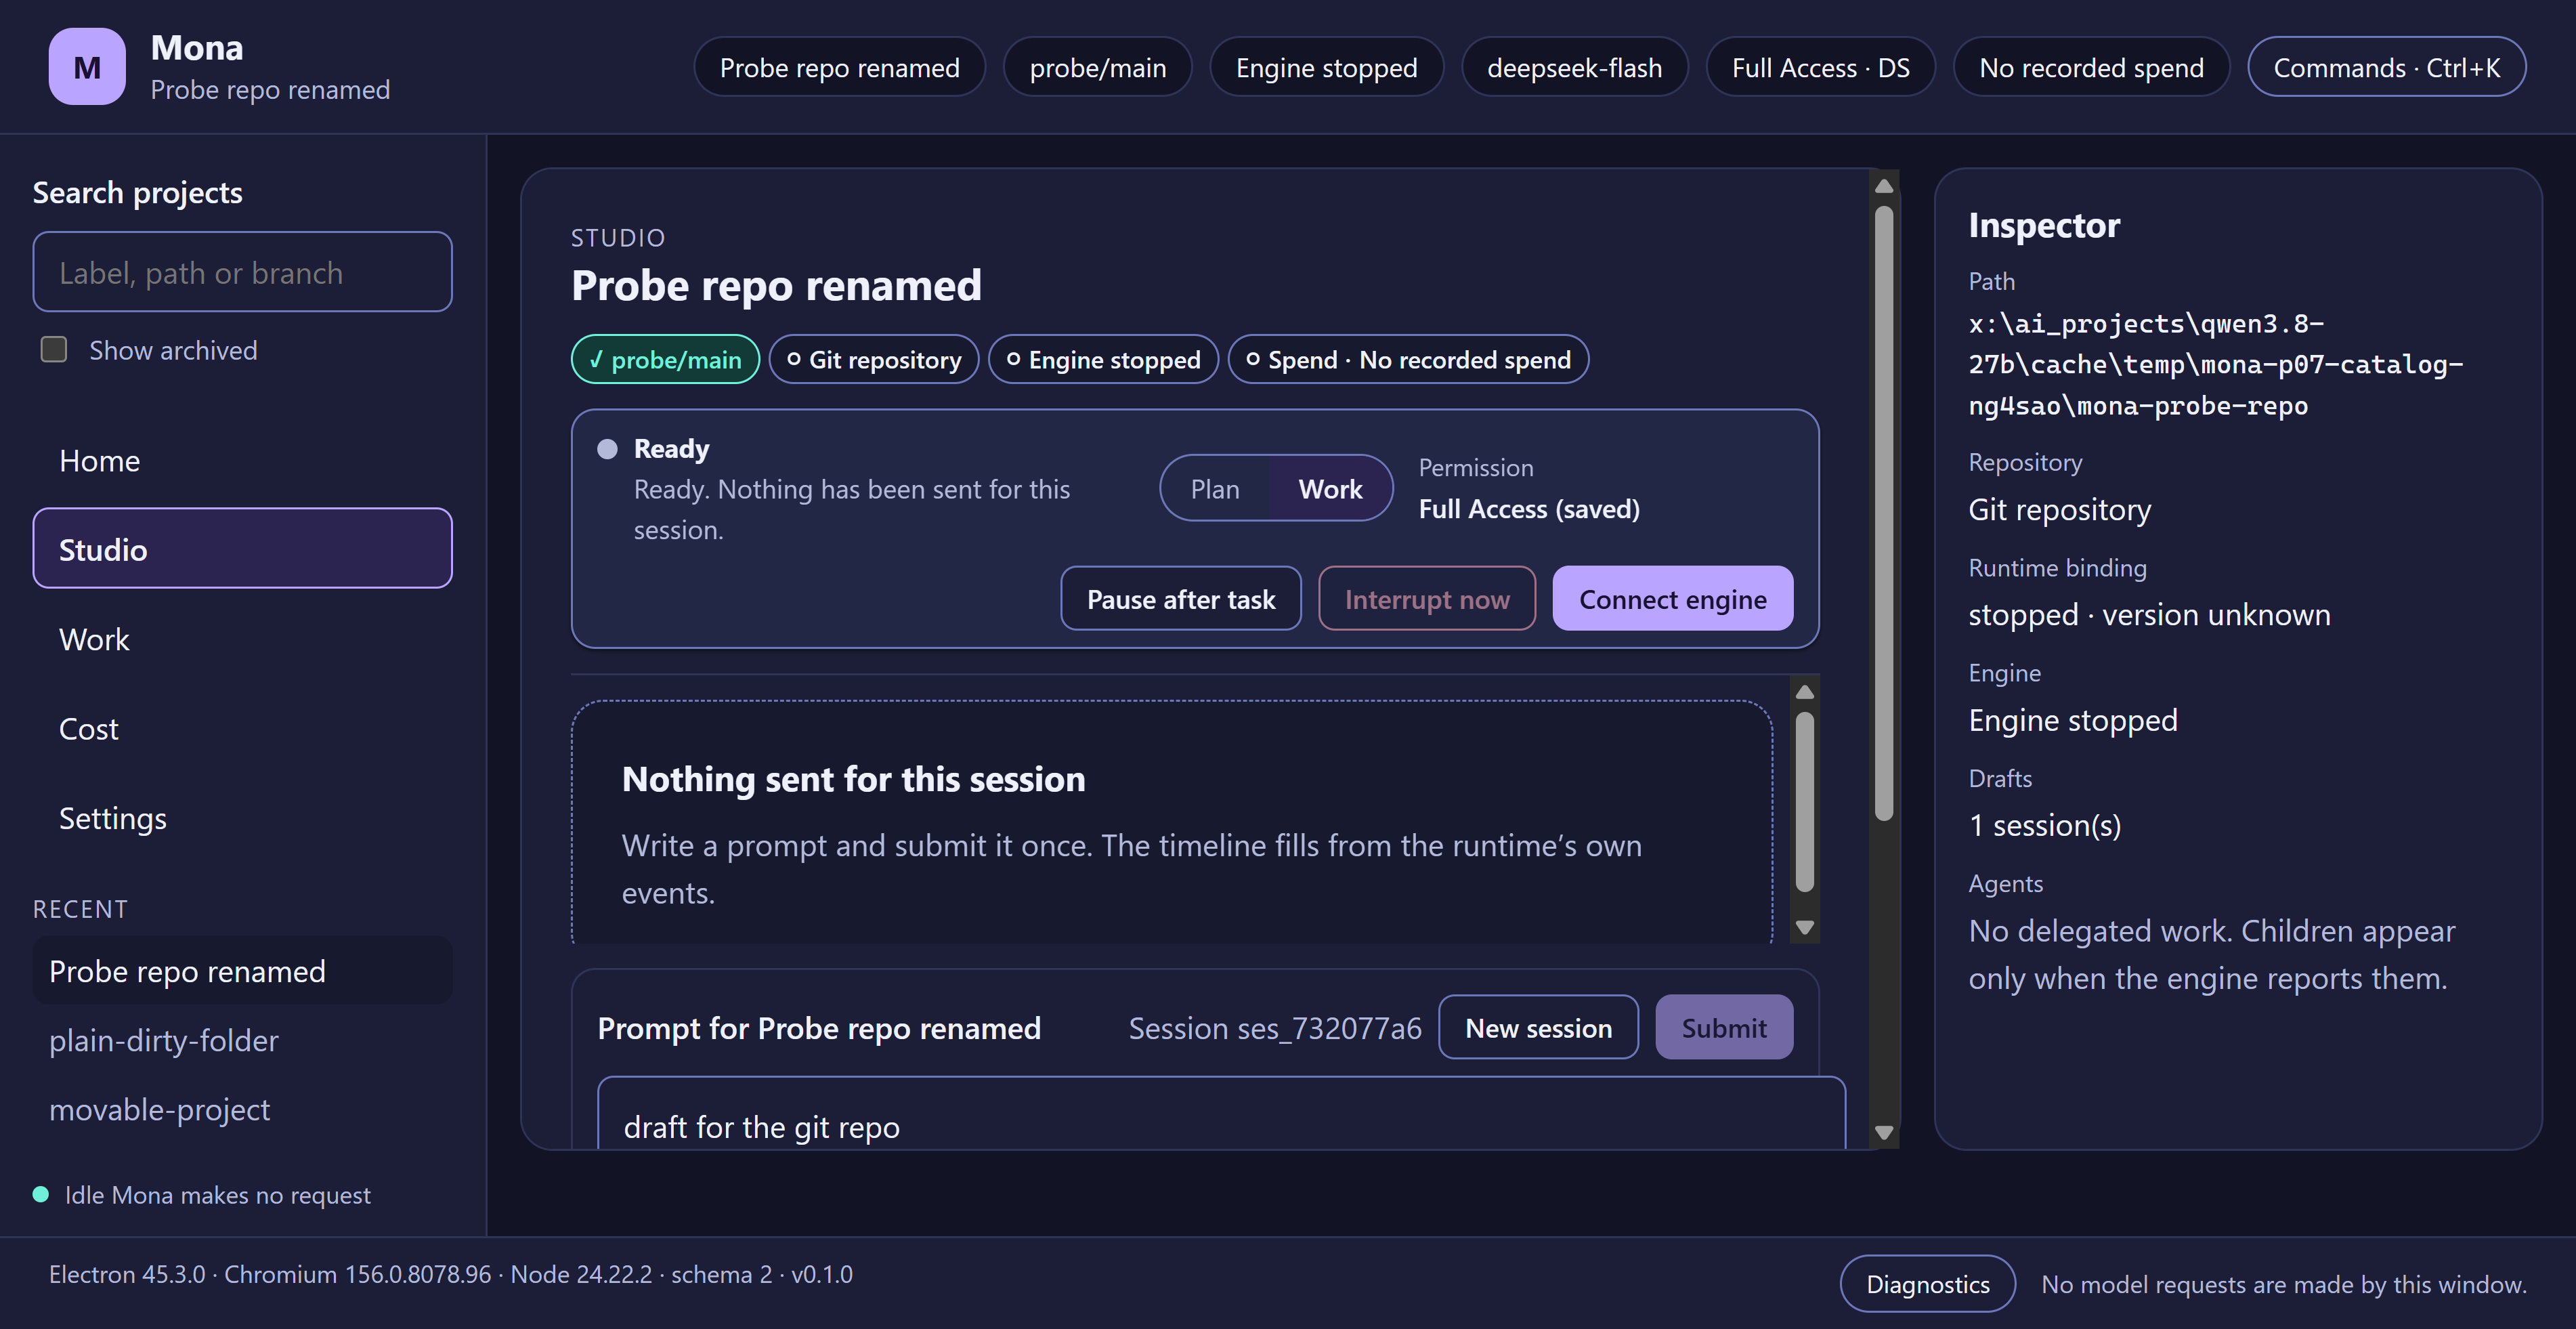 M
Mona
Probe repo renamed
Probe repo renamed
probe/main
Engine stopped
deepseek-flash
Full Access · DS
No recorded spend
Commands · Ctrl+K
Search projects
Label, path or branch
Show archived
Home
Studio
Work
Cost
Settings
RECENT
Probe repo renamed
plain-dirty-folder
movable-project
Idle Mona makes no request
STUDIO
Probe repo renamed
√ probe/main
Git repository
Engine stopped
Spend · No recorded spend
Ready
Ready. Nothing has been sent for this
session.
Plan
Work
Permission
Full Access (saved)
Pause after task
Interrupt now
Connect engine
Nothing sent for this session
Write a prompt and submit it once. The timeline fills from the runtime’s own
events.
Prompt for Probe repo renamed
Session ses_732077a6
New session
Submit
draft for the git repo
Inspector
Path
x:\ai_projects\qwen3.8-
27b\cache\temp\mona-p07-catalog-
ng4sao\mona-probe-repo
Repository
Git repository
Runtime binding
stopped · version unknown
Engine
Engine stopped
Drafts
1 session(s)
Agents
No delegated work. Children appear
only when the engine reports them.
Electron 45.3.0 · Chromium 156.0.8078.96 · Node 24.22.2 · schema 2 · v0.1.0
Diagnostics
No model requests are made by this window.